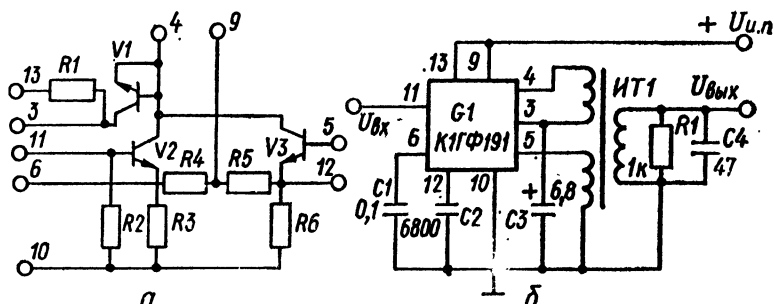 4
9
V1
13
R1
3
11
V2
5
V3
6
R4
R5
12
R2
R3
R6
10
а
+ Uи.п
13
9
4
ИТ1
11
G1
3
Uвых
Uвх
К1ГФ191
6
5
R1
C4
1к
47
C1
0,1
12
10
+
6,8
6800
C2
C3
б